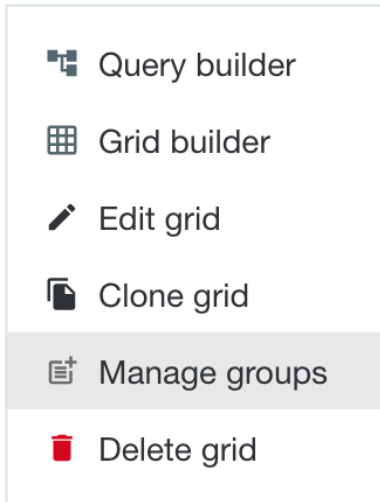 Query builder
Grid builder
Edit grid
Clone grid
Manage groups
Delete grid